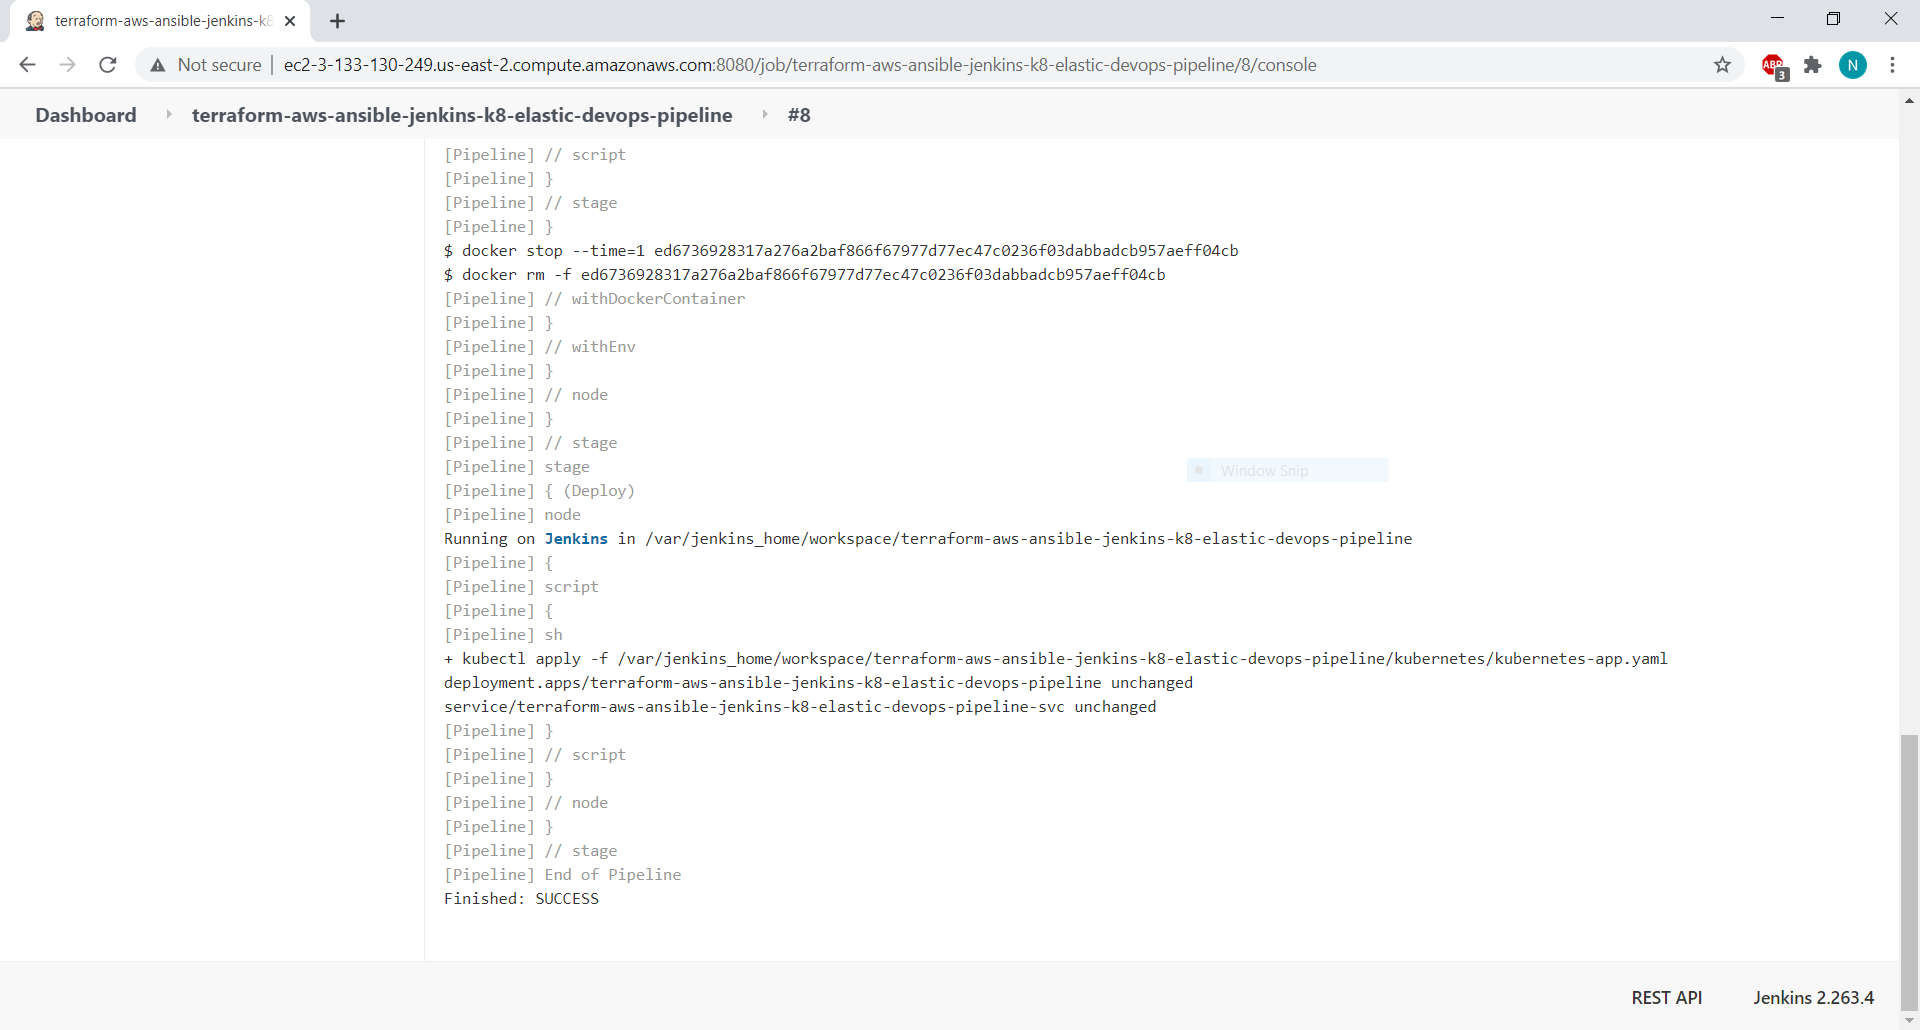 terraform-aws-ansible-jenkins-k8
Not secure ec2-3-133-130-249.us-east-2.compute.amazonaws.com:8080/job/terraform-aws-ansible-jenkins-k8-elastic-devops-pipeline/8/console ABP 3 N
Dashboard terraform-aws-ansible-jenkins-k8-elastic-devops-pipeline #8
[Pipeline] // script
[Pipeline] }
[Pipeline] // stage
[Pipeline] }
$ docker stop --time=1 ed6736928317a276a2baf866f67977d77ec47c0236f03dabbadcb957aeff04cb
$ docker rm -f ed6736928317a276a2baf866f67977d77ec47c0236f03dabbadcb957aeff04cb
[Pipeline] // withDockerContainer
[Pipeline] }
[Pipeline] // withEnv
[Pipeline] }
[Pipeline] // node
[Pipeline] }
[Pipeline] // stage
[Pipeline] stage
Window Snip
[Pipeline] { (Deploy)
[Pipeline] node
Running on Jenkins in /var/jenkins_home/workspace/terraform-aws-ansible-jenkins-k8-elastic-devops-pipeline
[Pipeline] {
[Pipeline] script
[Pipeline] {
[Pipeline] sh
+ kubectl apply -f /var/jenkins_home/workspace/terraform-aws-ansible-jenkins-k8-elastic-devops-pipeline/kubernetes/kubernetes-app.yaml
deployment.apps/terraform-aws-ansible-jenkins-k8-elastic-devops-pipeline unchanged
service/terraform-aws-ansible-jenkins-k8-elastic-devops-pipeline-svc unchanged
[Pipeline] }
[Pipeline] // script
[Pipeline] }
[Pipeline] // node
[Pipeline] }
[Pipeline] // stage
[Pipeline] End of Pipeline
Finished: SUCCESS
REST API Jenkins 2.263.4